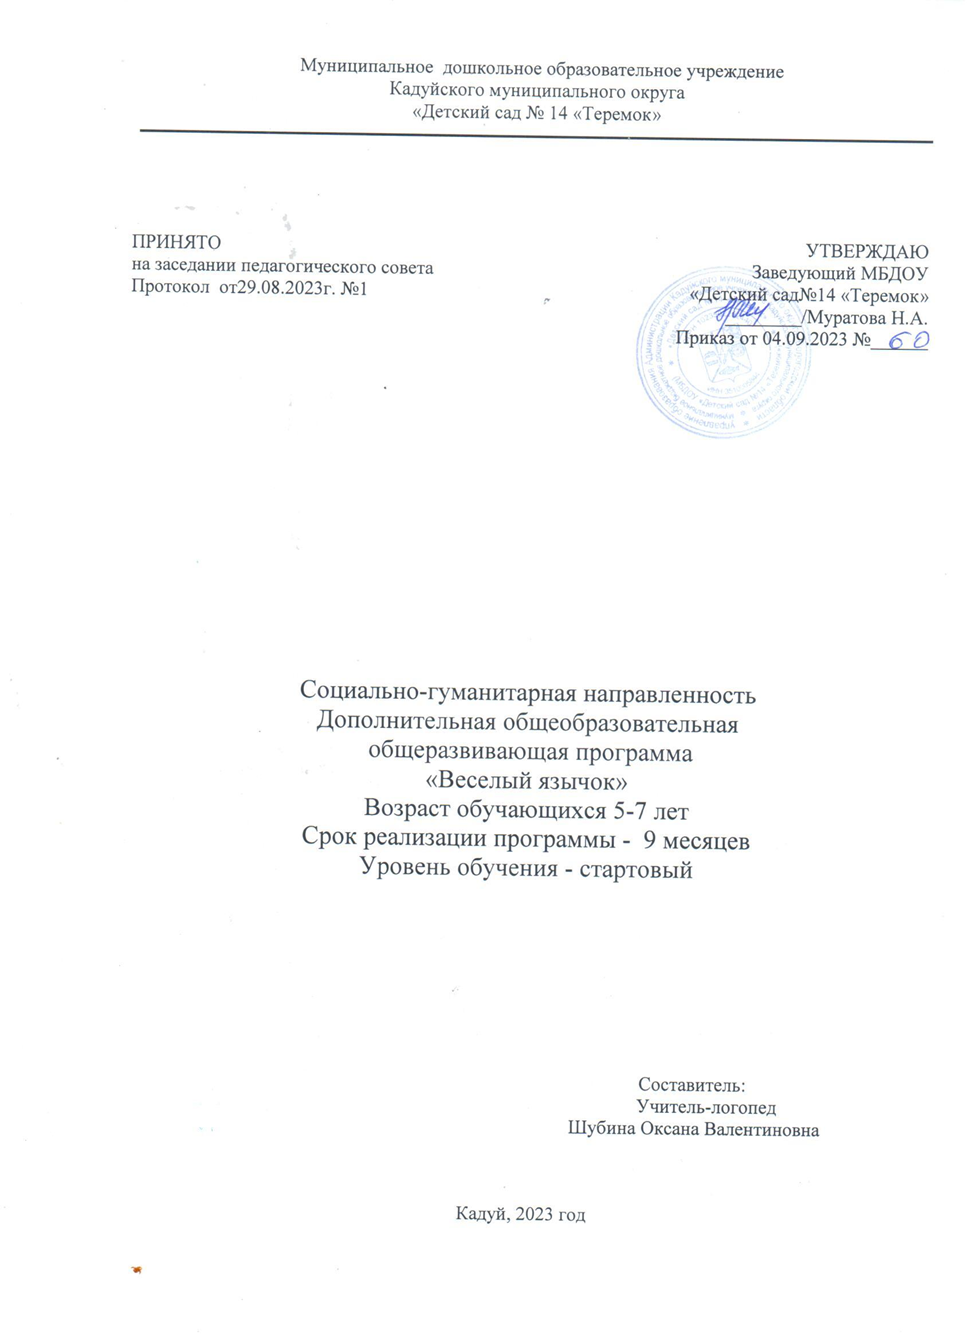 Муниципальное  дошкольное образовательное учреждение
Кадуйского муниципального округа
«Детский сад № 14 «Теремок»
ПРИНЯТО
на заседании педагогического совета
Протокол  от29.08.2023г. №1
УТВЕРЖДАЮ
Заведующий МБДОУ
«Детский сад№14 «Теремок»
________/Муратова Н.А.
Приказ от 04.09.2023 №______ 60
Социально-гуманитарная направленность
Дополнительная общеобразовательная
общеразвивающая программа
«Веселый язычок»
Возраст обучающихся 5-7 лет
Срок реализации программы -  9 месяцев
Уровень обучения - стартовый
Составитель:
Учитель-логопед
Шубина Оксана Валентиновна
Кадуй, 2023 год